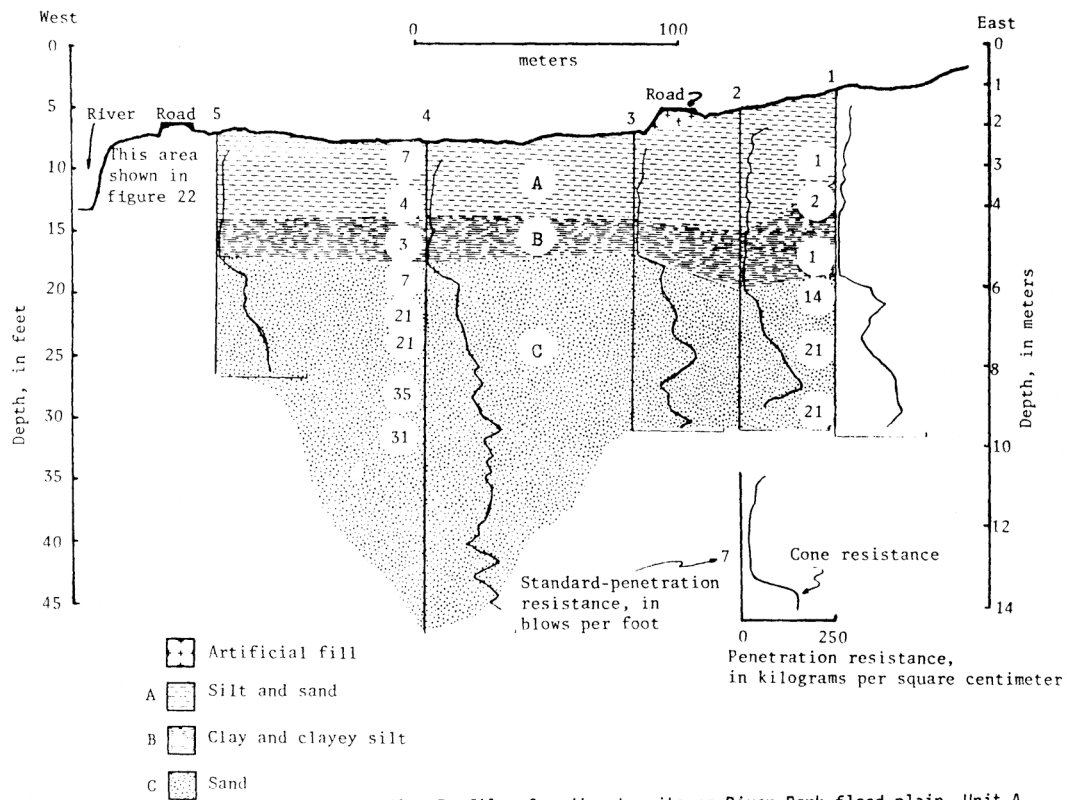 West
East
0 100
meters
0
5
10
15
20
25
30
35
40
45
Depth, in feet
0
1
2
3
4
6
8
10
12
14
Depth, in meters
River
Road
5
4
3
Road
2
1
This area
shown in
figure 22
7
4
3
7
21
21
35
31
A
B
C
1
2
1
14
21
21
Standard-penetration
resistance, in
blows per foot
7
Cone resistance
0 250
Penetration resistance,
in kilograms per square centimeter
Artificial fill
A Silt and sand
B Clay and clayey silt
C Sand
River Bank flood plain. Unit A